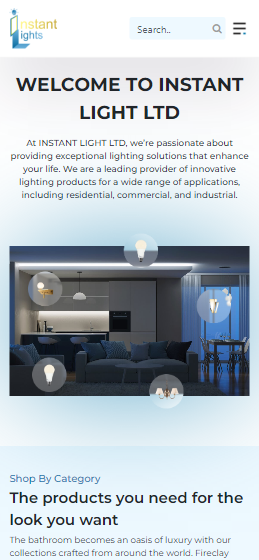 instant
Lights
Search..
WELCOME TO INSTANT
LIGHT LTD
At INSTANT LIGHT LTD, we're passionate about
providing exceptional lighting solutions that enhance
your life. We are a leading provider of innovative
lighting products for a wide range of applications,
including residential, commercial, and industrial.
Shop By Category
The products you need for the
look you want
The bathroom becomes an oasis of luxury with our
collections crafted from around the world. Fireclay